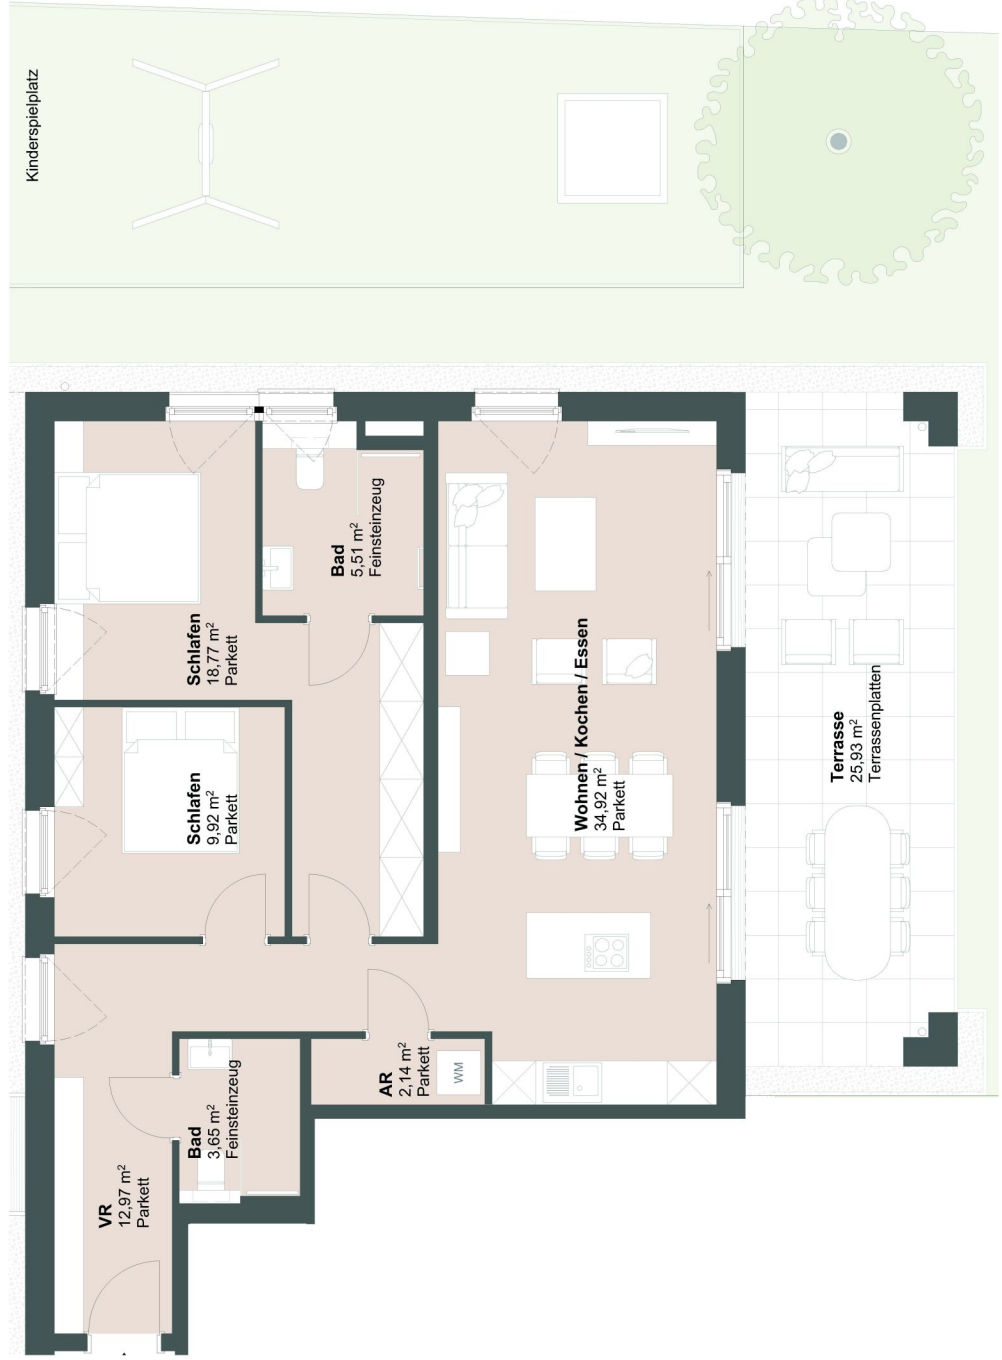 Kinderspielplatz
Schlafen
18,77 m²
Parkett
Bad
5,51 m²
Feinsteinzeug
Schlafen
9,92 m²
Parkett
Wohnen / Kochen / Essen
34,92 m²
Parkett
Terrasse
25,93 m²
Terrassenplatten
VR
12,97 m²
Parkett
Bad
3,65 m²
Feinsteinzeug
AR
2,14 m²
Parkett
WM